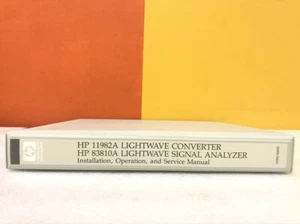 HP 11982A LIGHTWAVE CONVERTER
HP 83810A LIGHTWAVE SIGNAL ANALYZER
Installation, Operation, and Service Manual